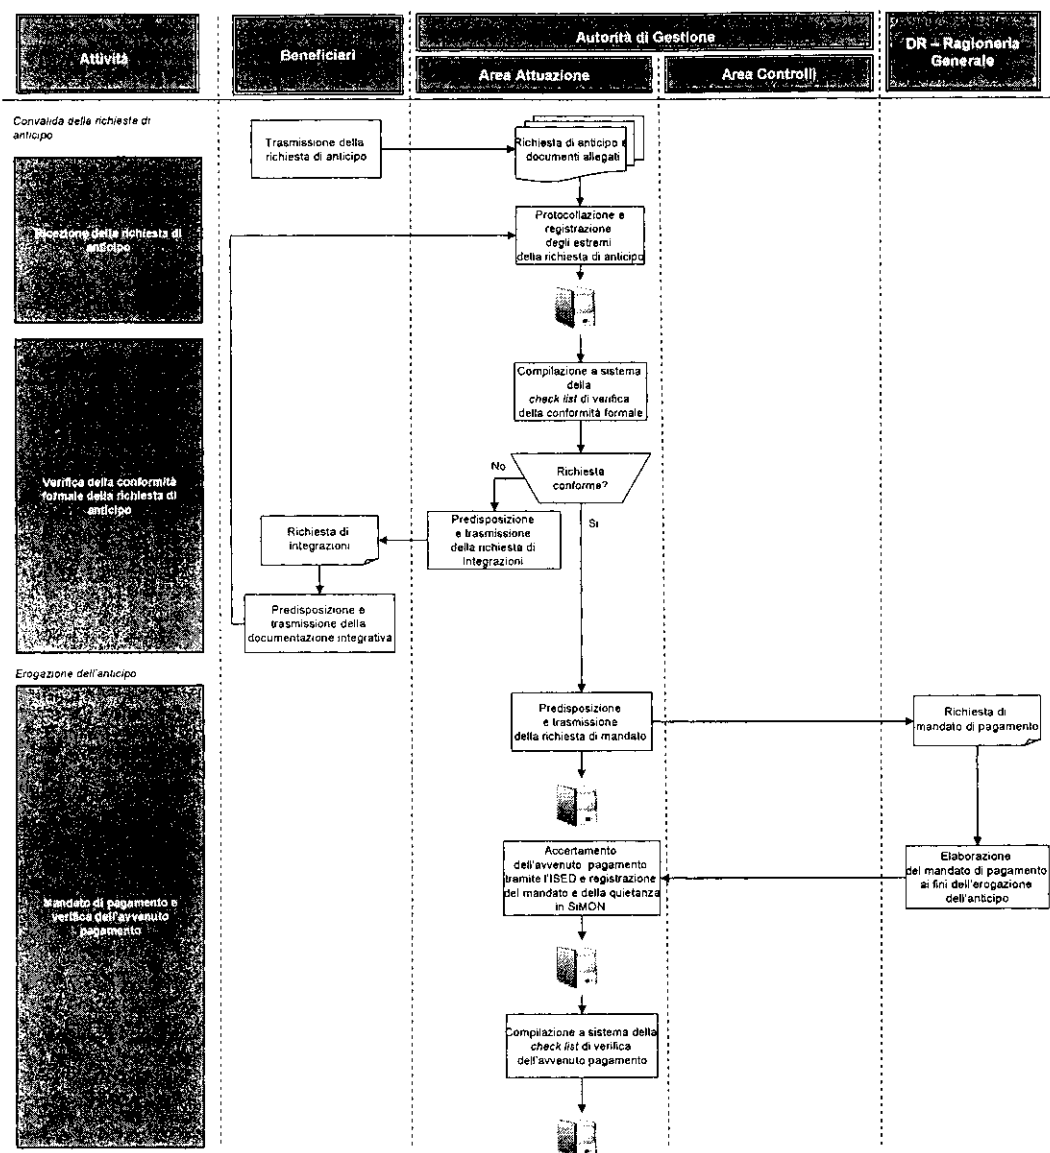 Attività
Beneficiari
Autorità di Gestione
Area Attuazione
Area Controlli
DR – Ragioneria
Generale
Convalida della richiesta di
anticipo
Trasmissione della
richiesta di anticipo
Richiesta di anticipo e
documenti allegati
Ricezione della richiesta di
anticipo
Protocollazione e
registrazione
degli estremi
della richiesta di anticipo
Compilazione a sistema
della
check list di verifica
della conformità formale
Verifica della conformità
formale della richiesta di
anticipo
No
Richiesta
conforme?
Si
Predisposizione
e trasmissione
della richiesta di
Integrazioni
Richiesta di
integrazioni
Predisposizione e
trasmissione della
documentazione integrativa
Erogazione dell'anticipo
Predisposizione
e trasmissione
della richiesta di mandato
Richiesta di
mandato di pagamento
Mandato di pagamento e
verifica dell'avvenuto
pagamento
Accertamento
dell'avvenuto pagamento
tramite l'ISED e registrazione
del mandato e della quietanza
in SiMON
Elaborazione
del mandato di pagamento
ai fini dell'erogazione
dell'anticipo
Compilazione a sistema della
check list di verifica
dell'avvenuto pagamento